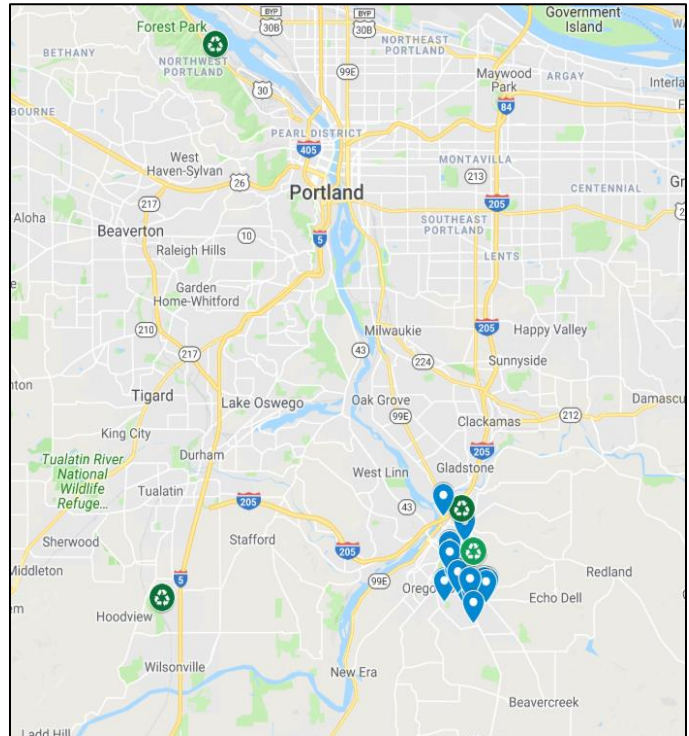 BYP
30B
BYP
30B
Government
Island
Forest Park
BETHANY
NORTHWEST
PORTLAND
99E
NORTHEAST
PORTLAND
Maywood
Park
ARGAY
Interla
30
84
BOURNE
PEARL DISTRICT
405
West
Haven-Sylvan
26
MONTAVILLA
213
CENTENNIAL
Gr
Portland
217
205
Aloha
Beaverton
10
5
SOUTHEAST
PORTLAND
Raleigh Hills
LENTS
Garden
Home-Whitford
210
217
43
Milwaukie
205
Happy Valley
224
Sunnyside
Tigard
Lake Oswego
Oak Grove
99E
212
Damascu
King City
Clackamas
Durham
205
Tualatin River
National
Wildlife
Refuge...
West Linn
Gladstone
Tualatin
205
43
Sherwood
Stafford
205
Middleton
5
99E
Redland
Orego
Echo Dell
Hoodview
Wilsonville
New Era
Beavercreek
Ladd Hill